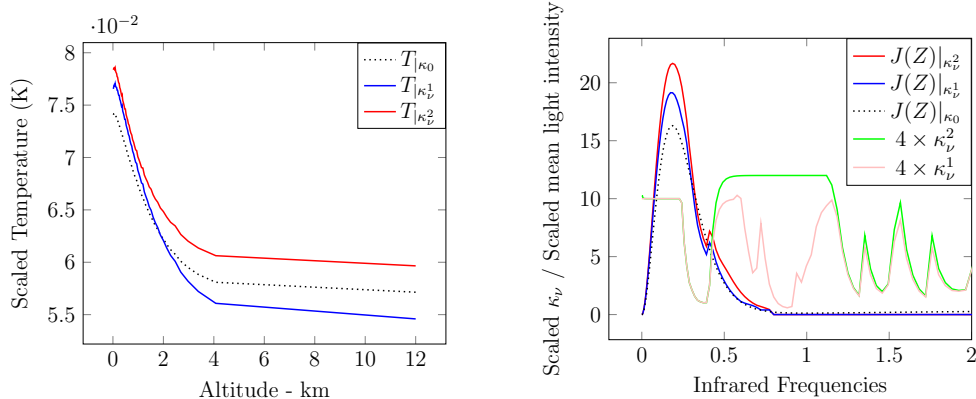 ·10⁻²
8
7.5
7
6.5
6
5.5
0 2 4 6 8 10 12
Altitude - km
Scaled Temperature (K)
T|κ₀
T|κ¹ᵥ
T|κ²ᵥ
20
15
10
5
0
0 0.5 1 1.5 2
Infrared Frequencies
Scaled κᵥ / Scaled mean light intensity
J(Z)|κ²ᵥ
J(Z)|κ¹ᵥ
J(Z)|κ₀
4 × κ²ᵥ
4 × κ¹ᵥ